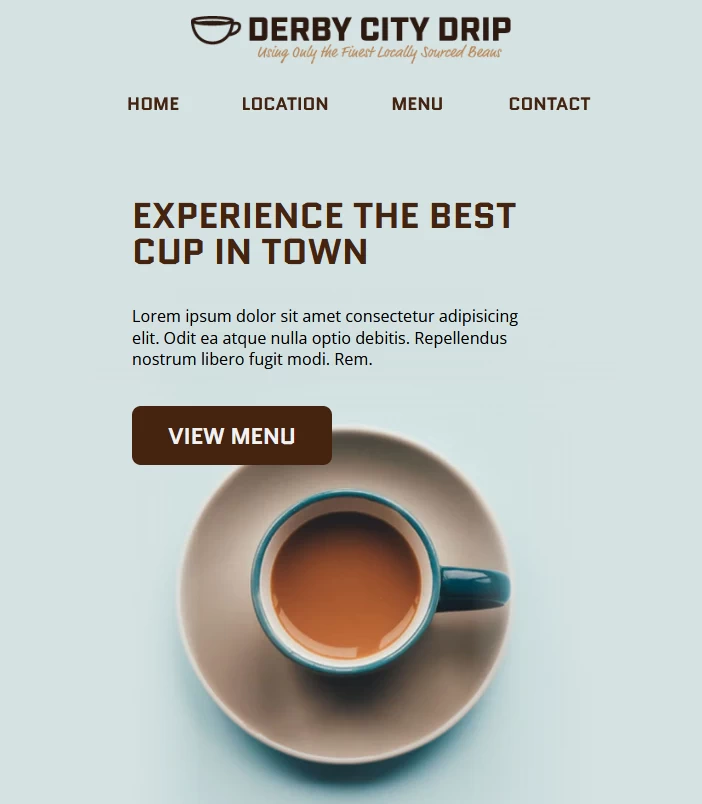 DERBY CITY DRIP
Using Only the Finest Locally Sourced Beans
HOME LOCATION MENU CONTACT
EXPERIENCE THE BEST
CUP IN TOWN
Lorem ipsum dolor sit amet consectetur adipisicing
elit. Odit ea atque nulla optio debitis. Repellendus
nostrum libero fugit modi. Rem.
VIEW MENU